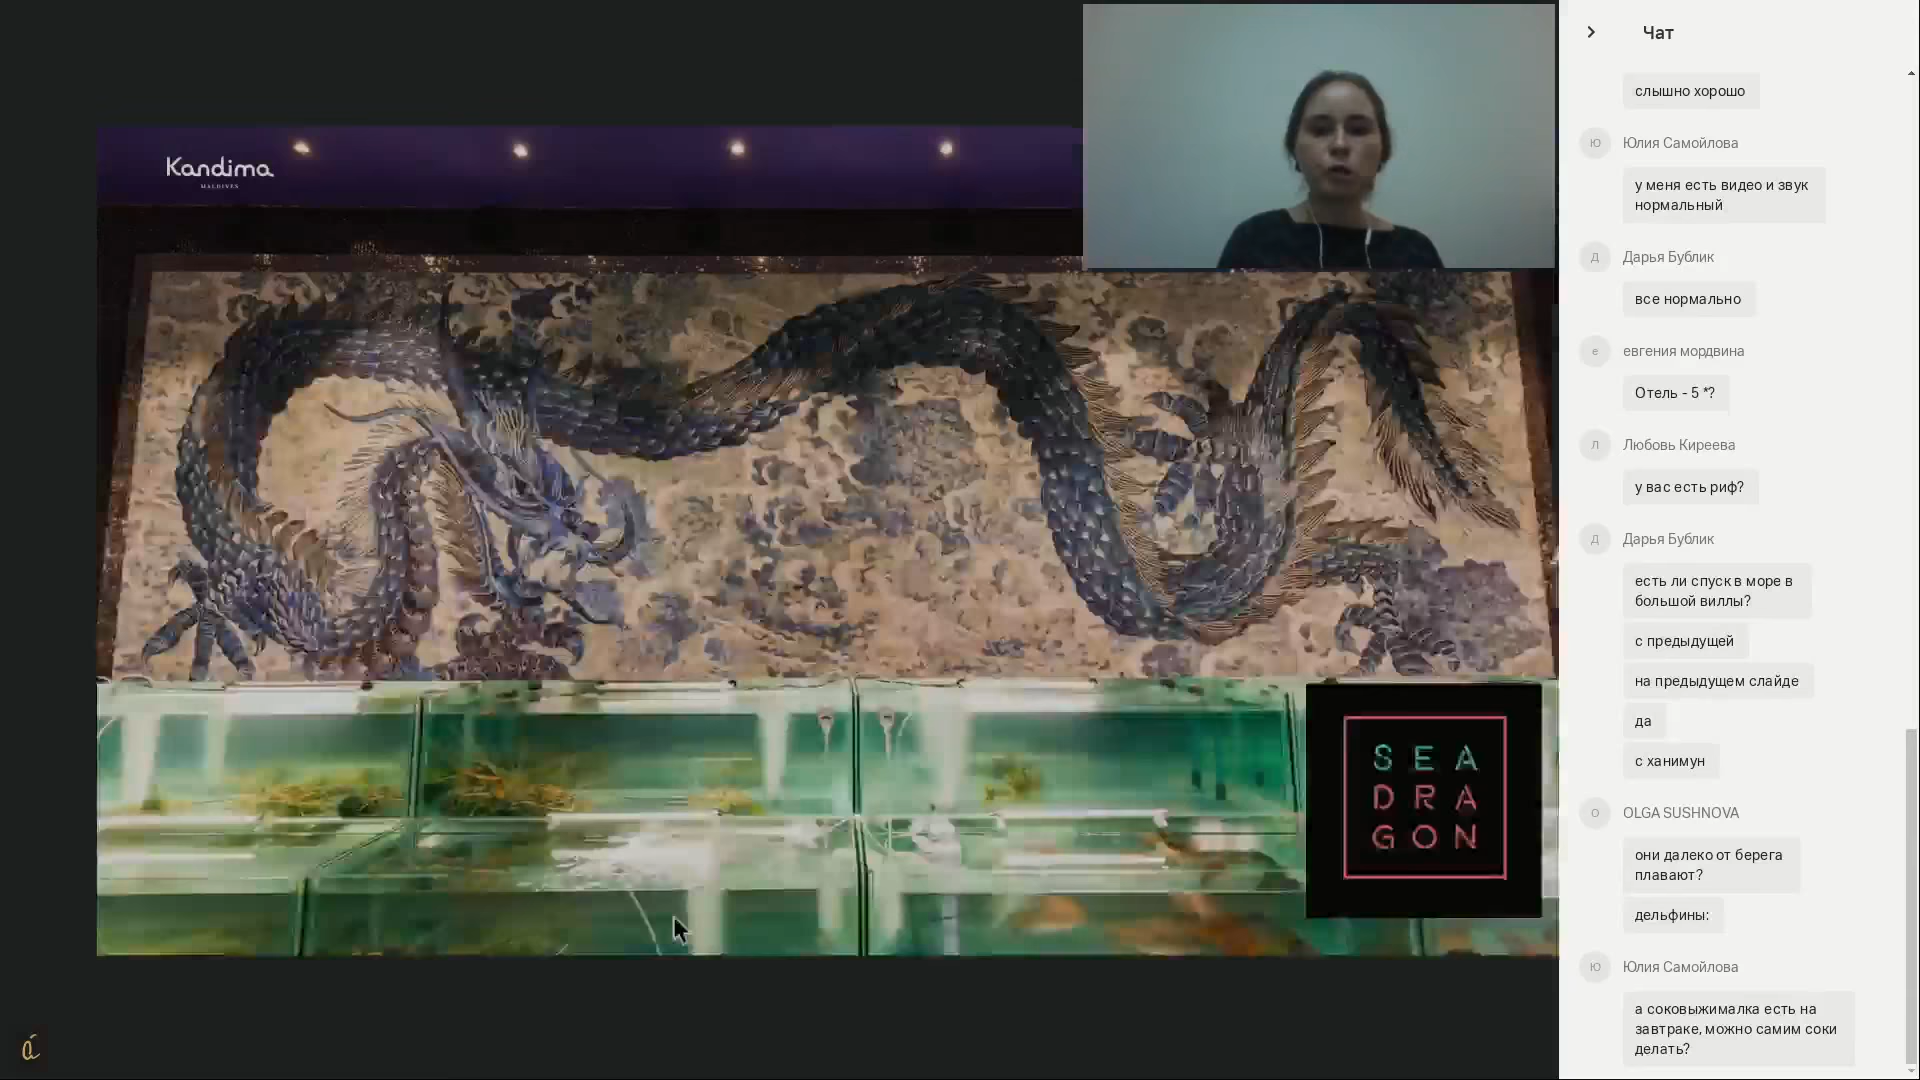 Kandima
MALDIVES
SEA
DRA
GON
á
Чат
слышно хорошо
Ю
Юлия Самойлова
у меня есть видео и звук
нормальный
Д
Дарья Бублик
все нормально
е
евгения мордвина
Отель - 5 *?
Л
Любовь Киреева
у вас есть риф?
Д
Дарья Бублик
есть ли спуск в море в
большой виллы?
с предыдущей
на предыдущем слайде
да
с ханимун
O
OLGA SUSHNOVA
они далеко от берега
плавают?
дельфины:
Ю
Юлия Самойлова
а соковыжималка есть на
завтраке, можно самим соки
делать?